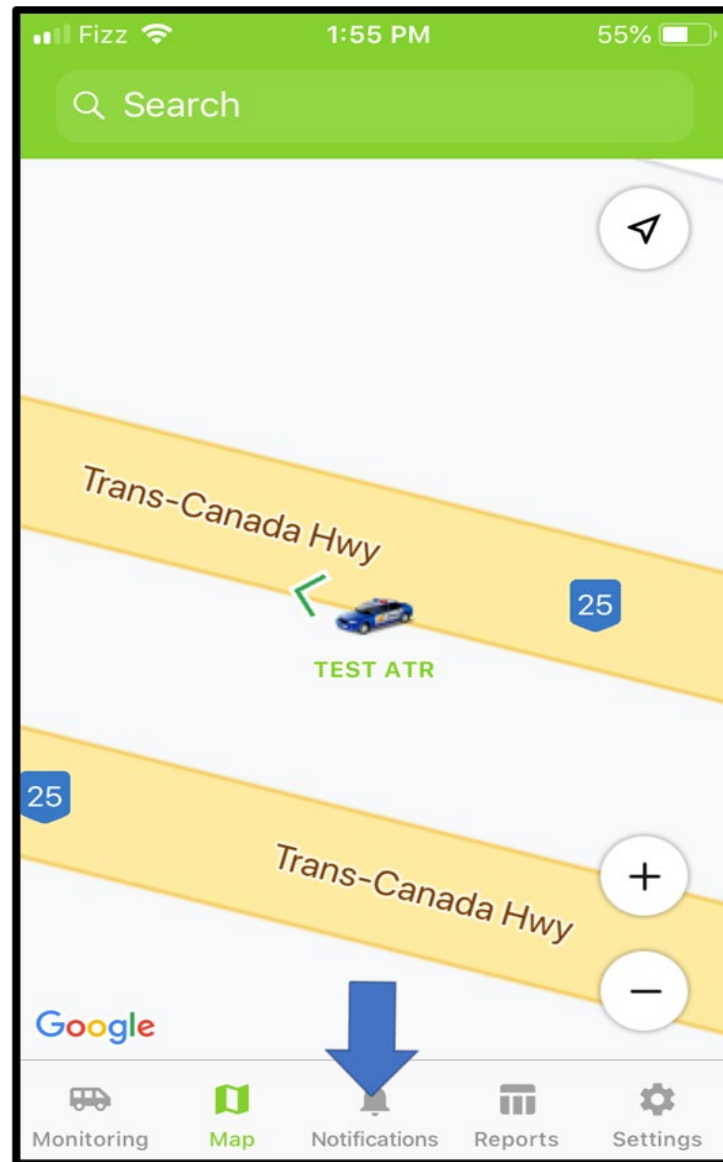 Fizz 1:55 PM 55%
Search
Trans-Canada Hwy
25
TEST ATR
25
Trans-Canada Hwy
Google
Monitoring Map Notifications Reports Settings